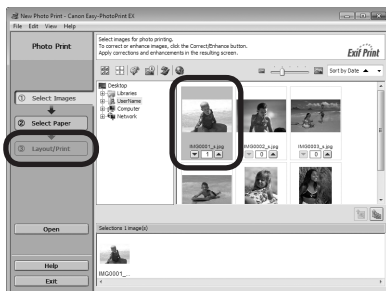 New Photo Print - Canon Easy-PhotoPrint EX
File Edit View Help
Photo Print
Select images for photo printing.
To correct or enhance images, click the Correct/Enhance button.
Apply corrections and enhancements in the resulting screen.
Exif Print
Sort by Date
Desktop
Libraries
UserName
Computer
Network
① Select Images
② Select Paper
③ Layout/Print
IMG0001_s.jpg
1
IMG0002_s.jpg
0
IMG0003_s.jpg
0
Open
Help
Exit
Selections 1 image(s)
IMG0001_...